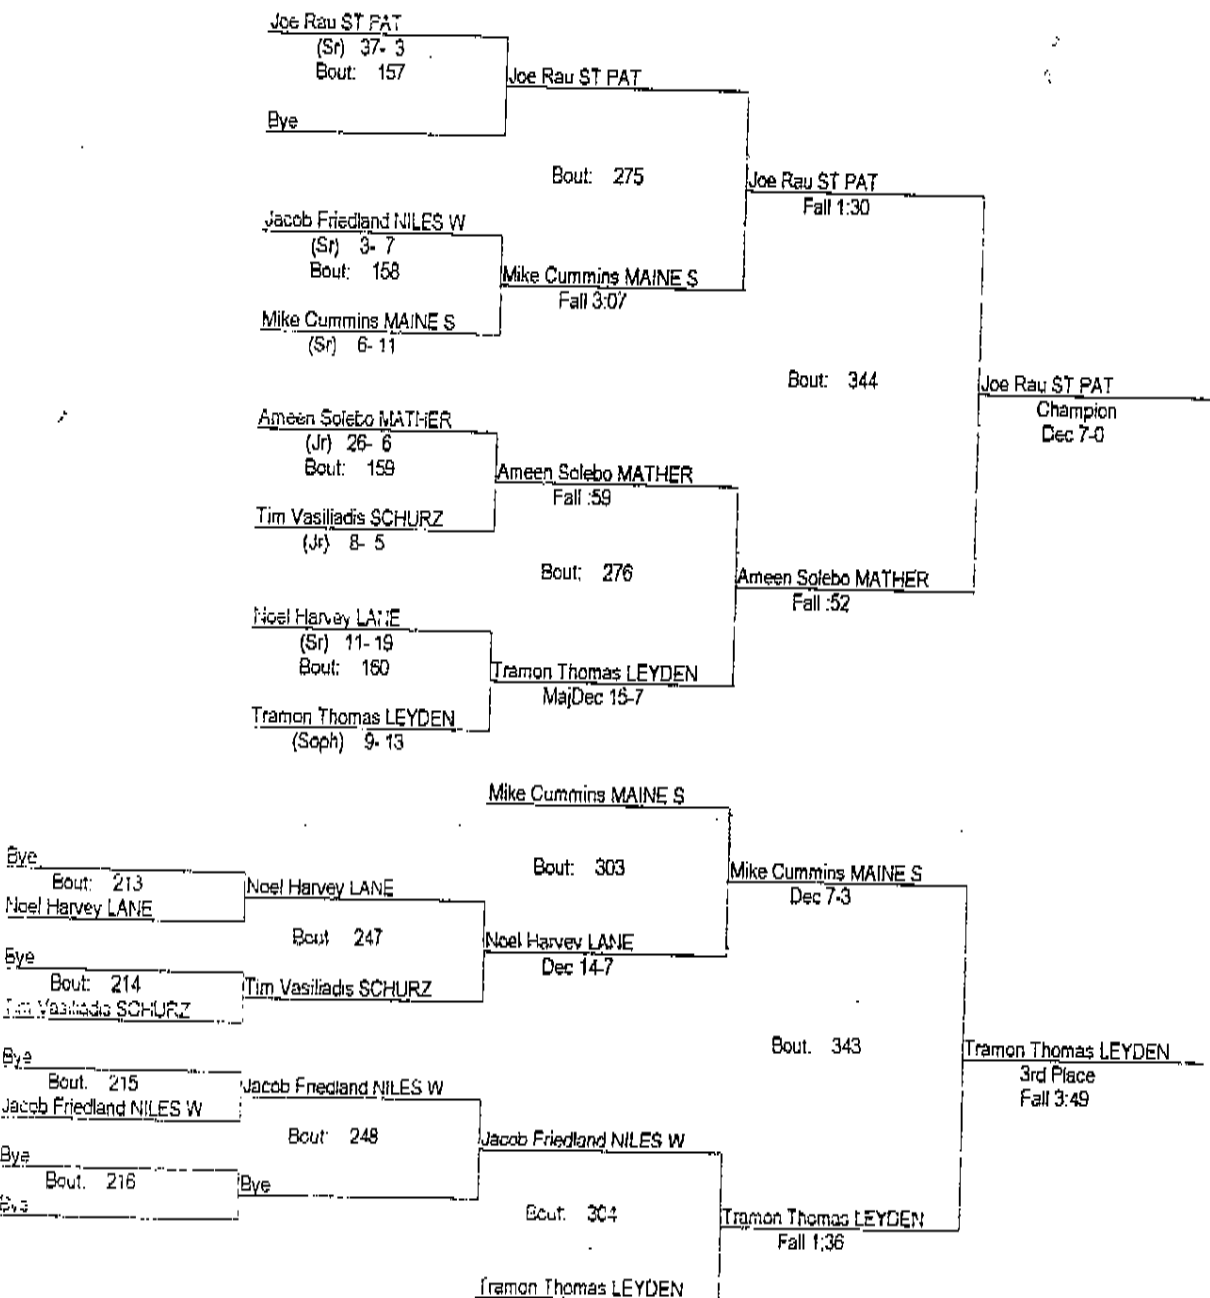 Joe Rau ST PAT
(Sr) 37- 3
Bout: 157
Joe Rau ST PAT
Bye
Bout: 275
Joe Rau ST PAT
Fall 1:30
Jacob Friedland NILES W
(Sr) 3- 7
Bout: 158
Mike Cummins MAINE S
Fall 3:07
Mike Cummins MAINE S
(Sr) 6- 11
Bout: 344
Joe Rau ST PAT
Champion
Dec 7-0
Ameen Solebo MATHER
(Jr) 26- 6
Bout: 159
Ameen Solebo MATHER
Fall :59
Tim Vasiliadis SCHURZ
(Jr) 8- 5
Bout: 276
Ameen Solebo MATHER
Fall :52
Noel Harvey LANE
(Sr) 11- 19
Bout: 160
Tramon Thomas LEYDEN
MajDec 15-7
Tramon Thomas LEYDEN
(Soph) 9- 13
Mike Cummins MAINE S
Bout: 303
Mike Cummins MAINE S
Dec 7-3
Bye
Bout: 213
Noel Harvey LANE
Noel Harvey LANE
Bout 247
Noel Harvey LANE
Dec 14-7
Bye
Bout: 214
Tim Vasiliadis SCHURZ
Tim Vasiliadis SCHURZ
Bout. 343
Tramon Thomas LEYDEN
3rd Place
Fall 3:49
Bye
Bout. 215
Jacob Friedland NILES W
Jacob Friedland NILES W
Bout: 248
Jacob Friedland NILES W
Bye
Bout. 216
Bye
Bye
Bout: 304
Tramon Thomas LEYDEN
Fall 1:36
Tramon Thomas LEYDEN